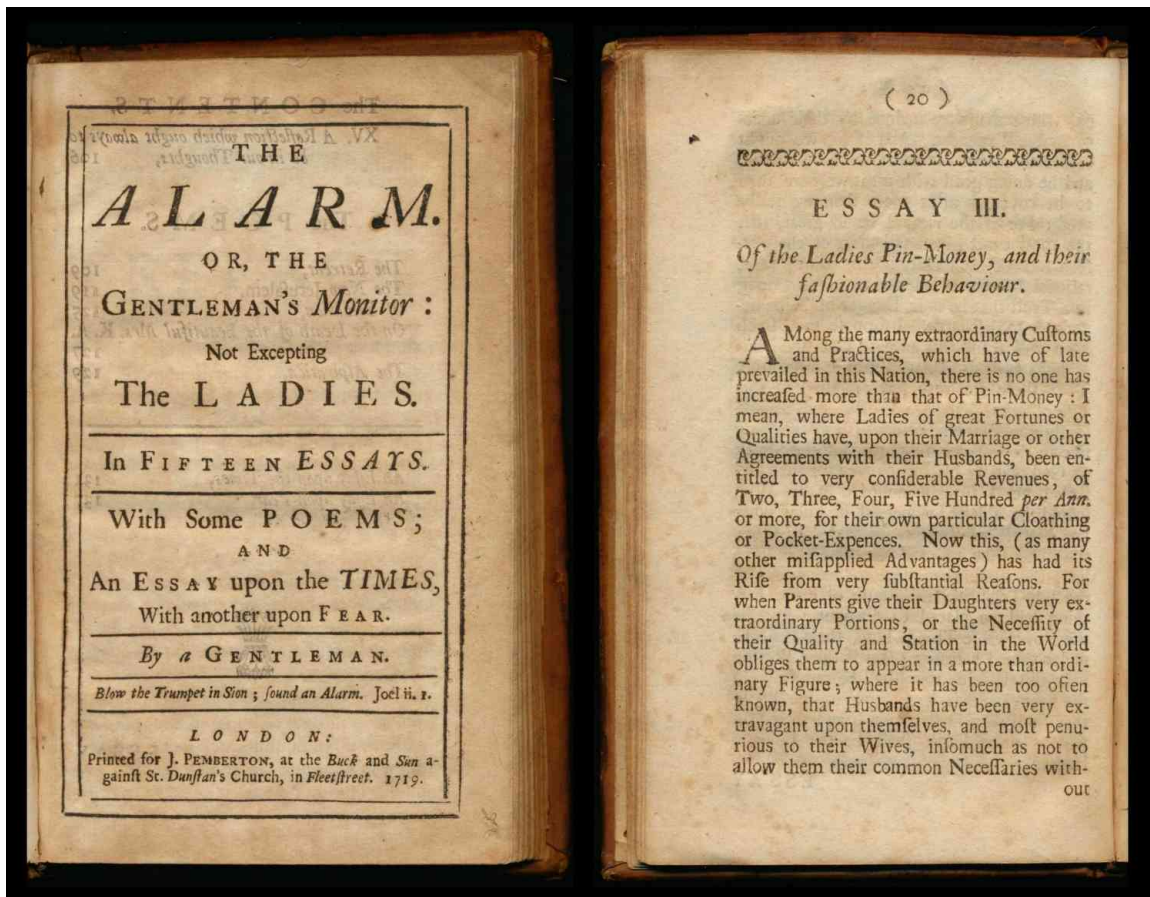 THE
ALARM.
OR, THE
GENTLEMAN'S Monitor :
Not Excepting
The LADIES.
In FIFTEEN ESSAYS.
With Some POEMS ;
AND
An ESSAY upon the TIMES,
With another upon FEAR.
By a GENTLEMAN.
Blow the Trumpet in Sion ; ſound an Alarm. Joel ii. 1.
LONDON:
Printed for J. PEMBERTON, at the Buck and Sun a-
gainſt St. Dunſtan's Church, in Fleetſtreet. 1719.
( 20 )
ESSAY III.
Of the Ladies Pin-Money, and their
faſhionable Behaviour.
AMong the many extraordinary Cuſtoms
and Practices, which have of late
prevailed in this Nation, there is no one has
increaſed more than that of Pin-Money : I
mean, where Ladies of great Fortunes or
Qualities have, upon their Marriage or other
Agreements with their Husbands, been en-
titled to very conſiderable Revenues, of
Two, Three, Four, Five Hundred per Ann.
or more, for their own particular Cloathing
or Pocket-Expences. Now this, (as many
other miſapplied Advantages) has had its
Riſe from very ſubſtantial Reaſons. For
when Parents give their Daughters very ex-
traordinary Portions, or the Neceſſity of
their Quality and Station in the World
obliges them to appear in a more than ordi-
nary Figure ; where it has been too often
known, that Husbands have been very ex-
travagant upon themſelves, and moſt penu-
rious to their Wives, inſomuch as not to
allow them their common Neceſſaries with-
out